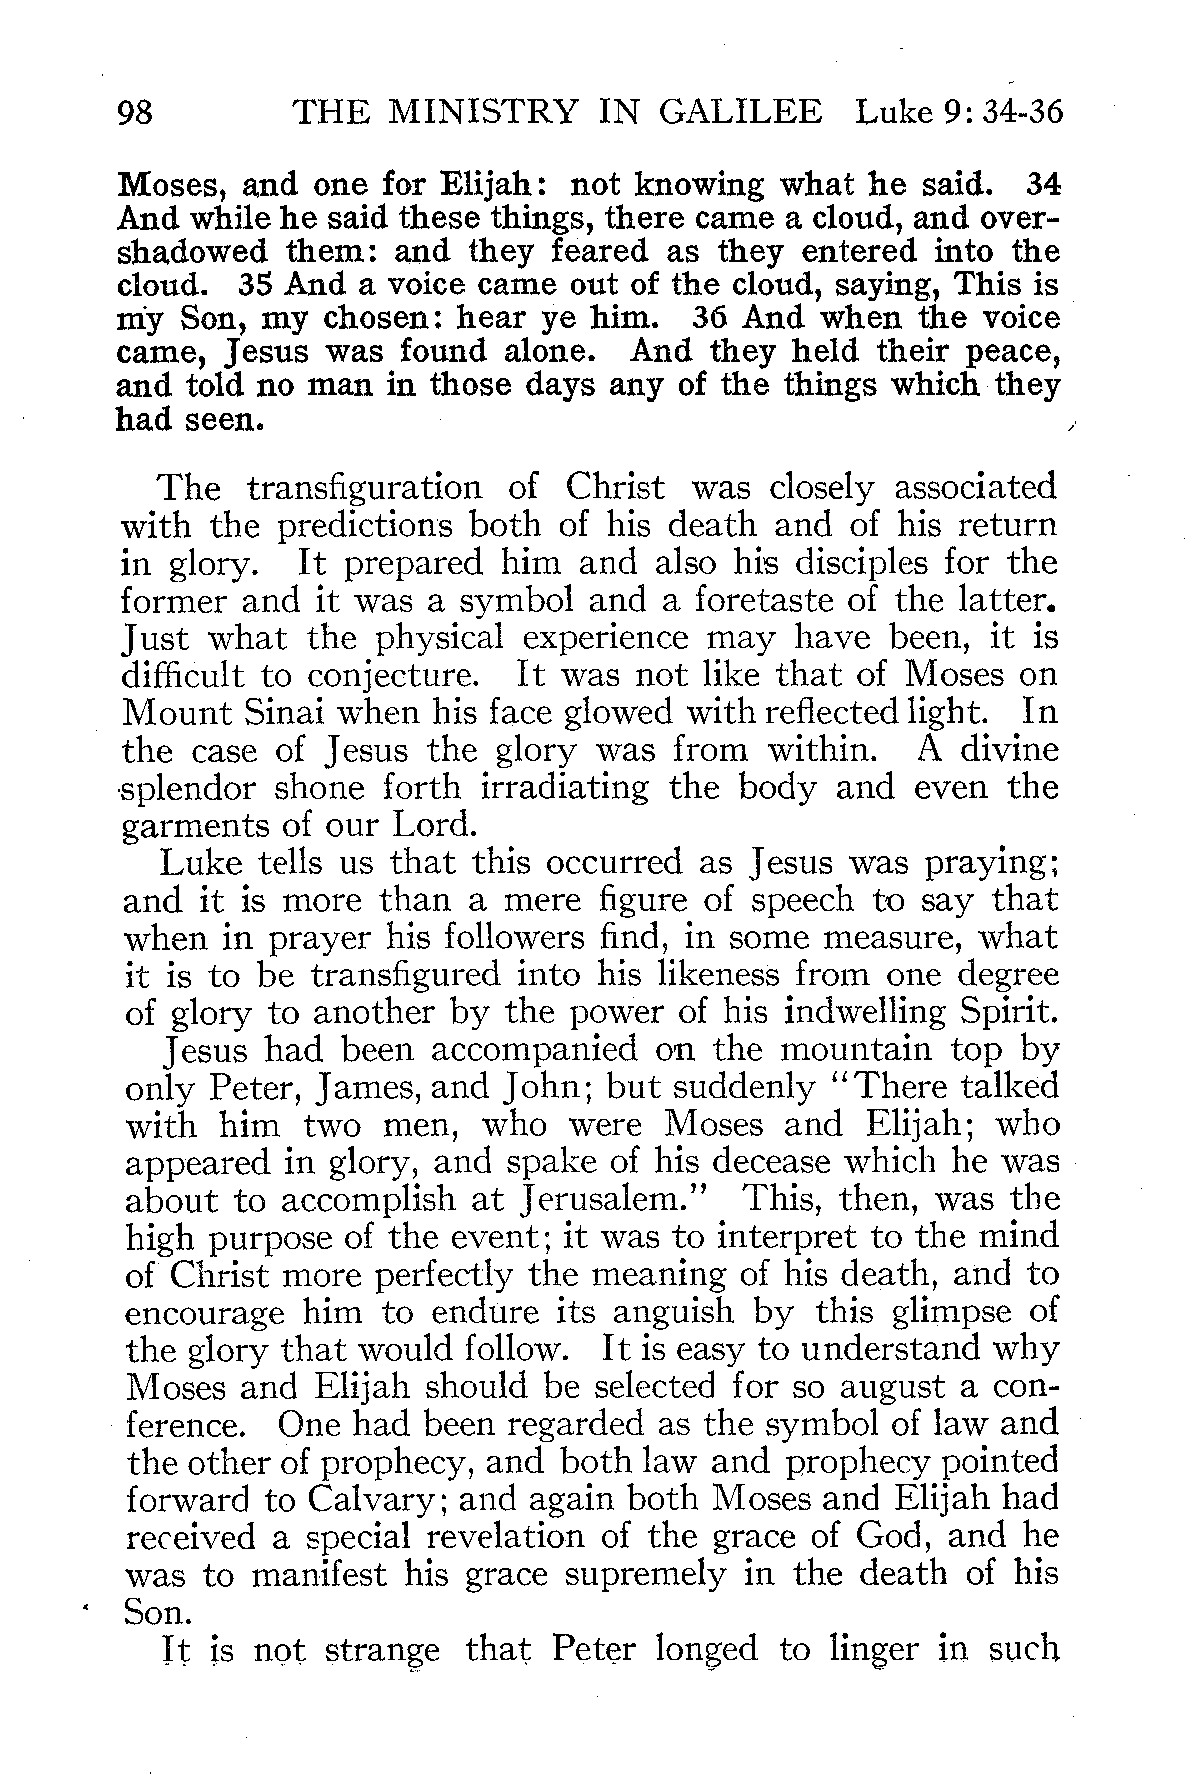 98 THE MINISTRY IN GALILEE Luke 9: 34-36
Moses, and one for Elijah: not knowing what he said. 34
And while he said these things, there came a cloud, and over-
shadowed them: and they feared as they entered into the
cloud. 35 And a voice came out of the cloud, saying, This is
my Son, my chosen: hear ye him. 36 And when the voice
came, Jesus was found alone. And they held their peace,
and told no man in those days any of the things which they
had seen.
The transfiguration of Christ was closely associated
with the predictions both of his death and of his return
in glory. It prepared him and also his disciples for the
former and it was a symbol and a foretaste of the latter.
Just what the physical experience may have been, it is
difficult to conjecture. It was not like that of Moses on
Mount Sinai when his face glowed with reflected light. In
the case of Jesus the glory was from within. A divine
splendor shone forth irradiating the body and even the
garments of our Lord.
Luke tells us that this occurred as Jesus was praying;
and it is more than a mere figure of speech to say that
when in prayer his followers find, in some measure, what
it is to be transfigured into his likeness from one degree
of glory to another by the power of his indwelling Spirit.
Jesus had been accompanied on the mountain top by
only Peter, James, and John; but suddenly "There talked
with him two men, who were Moses and Elijah; who
appeared in glory, and spake of his decease which he was
about to accomplish at Jerusalem." This, then, was the
high purpose of the event; it was to interpret to the mind
of Christ more perfectly the meaning of his death, and to
encourage him to endure its anguish by this glimpse of
the glory that would follow. It is easy to understand why
Moses and Elijah should be selected for so august a con-
ference. One had been regarded as the symbol of law and
the other of prophecy, and both law and prophecy pointed
forward to Calvary; and again both Moses and Elijah had
received a special revelation of the grace of God, and he
was to manifest his grace supremely in the death of his
Son.
It is not strange that Peter longed to linger in such